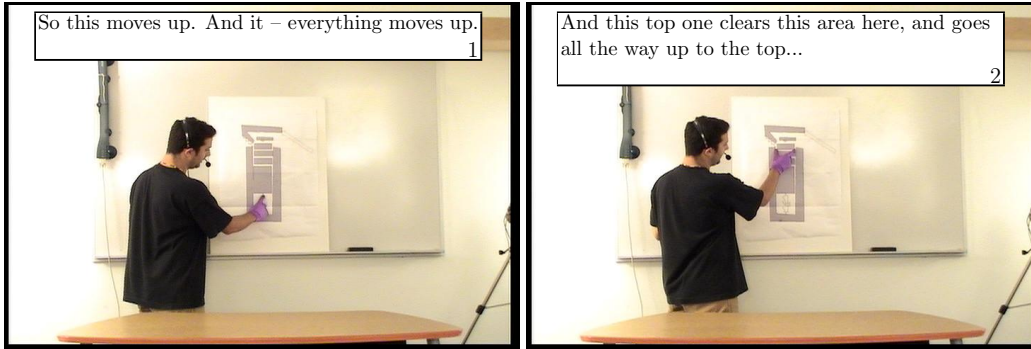 So this moves up. And it – everything moves up.
1
And this top one clears this area here, and goes
all the way up to the top...
2